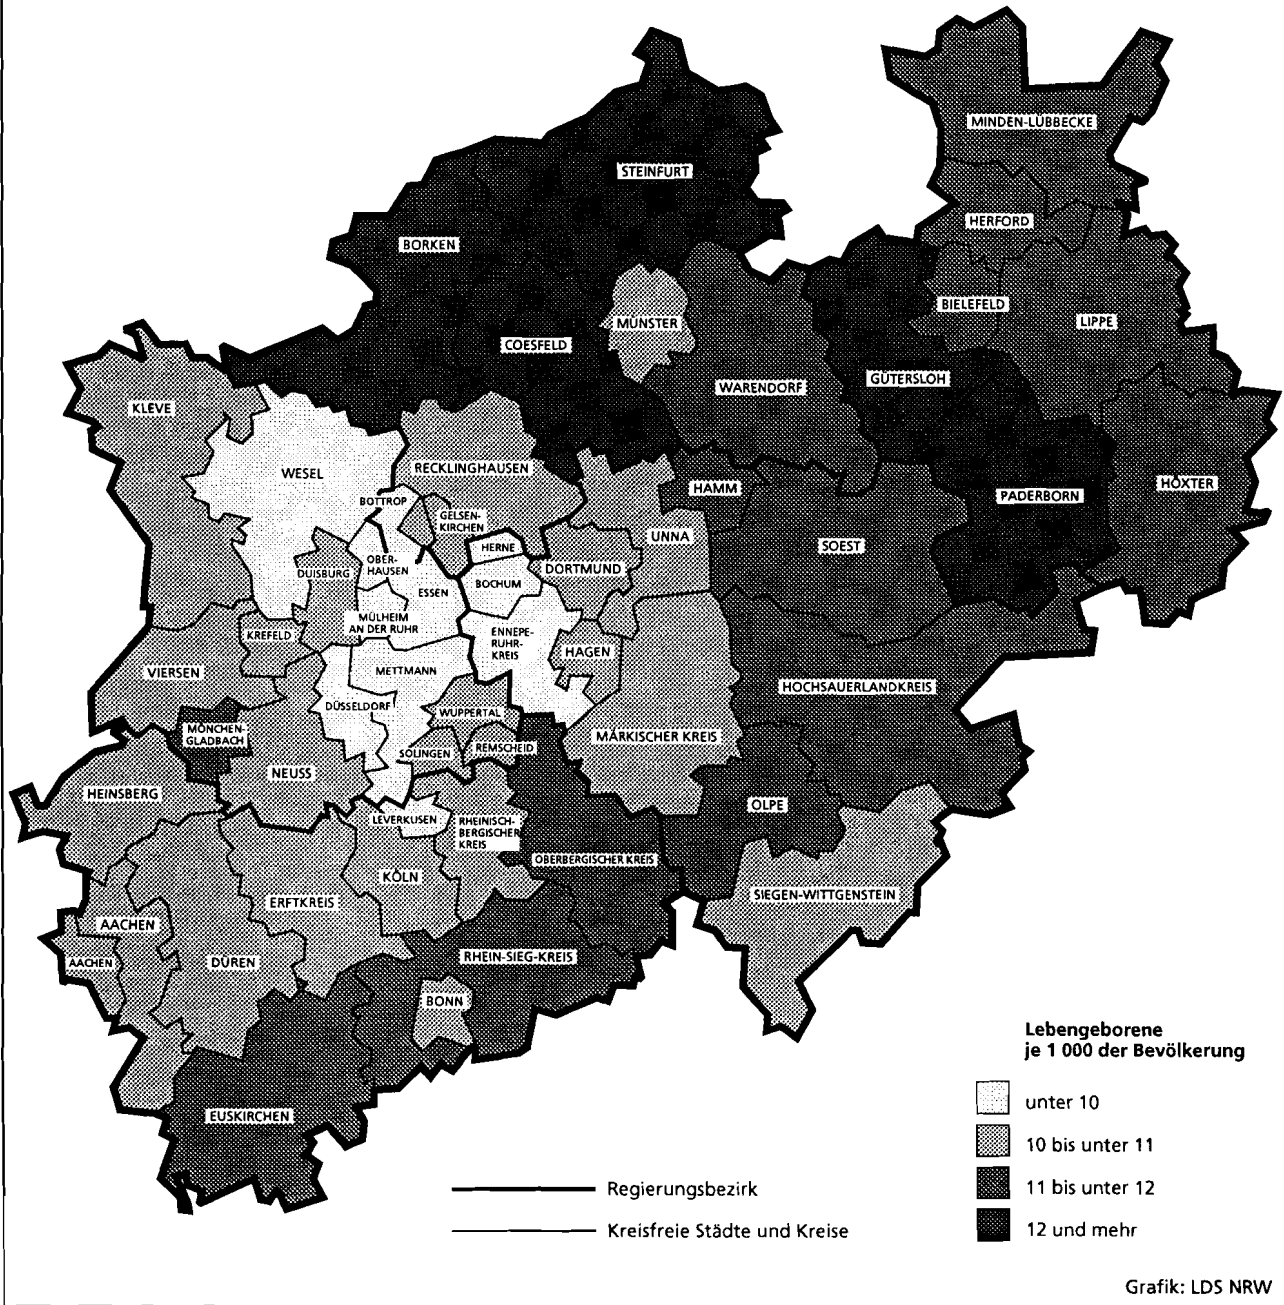 MINDEN-LÜBBECKE
STEINFURT
HERFORD
BORKEN
BIELEFELD
MÜNSTER
LIPPE
COESFELD
GÜTERSLOH
WARENDORF
KLEVE
RECKLINGHAUSEN
WESEL
HÖXTER
HAMM
PADERBORN
BOTTROP
GELSEN-
KIRCHEN
UNNA
SOEST
HERNE
OBER-
HAUSEN
DUISBURG
DORTMUND
BOCHUM
ESSEN
MÜLHEIM
AN DER RUHR
KREFELD
ENNEPE-
RUHR-
KREIS
HAGEN
VIERSEN
METTMANN
HOCHSAUERLANDKREIS
DÜSSELDORF
WUPPERTAL
MÖNCHEN-
GLADBACH
MÄRKISCHER KREIS
SOLINGEN
REMSCHEID
NEUSS
HEINSBERG
OLPE
LEVERKUSEN
RHEINISCH-
BERGISCHER
KREIS
OBERBERGISCHER KREIS
KÖLN
SIEGEN-WITTGENSTEIN
ERFTKREIS
AACHEN
RHEIN-SIEG-KREIS
AACHEN
DÜREN
BONN
EUSKIRCHEN
Lebengeborene
je 1 000 der Bevölkerung
unter 10
10 bis unter 11
11 bis unter 12
12 und mehr
Regierungsbezirk
Kreisfreie Städte und Kreise
Grafik: LDS NRW